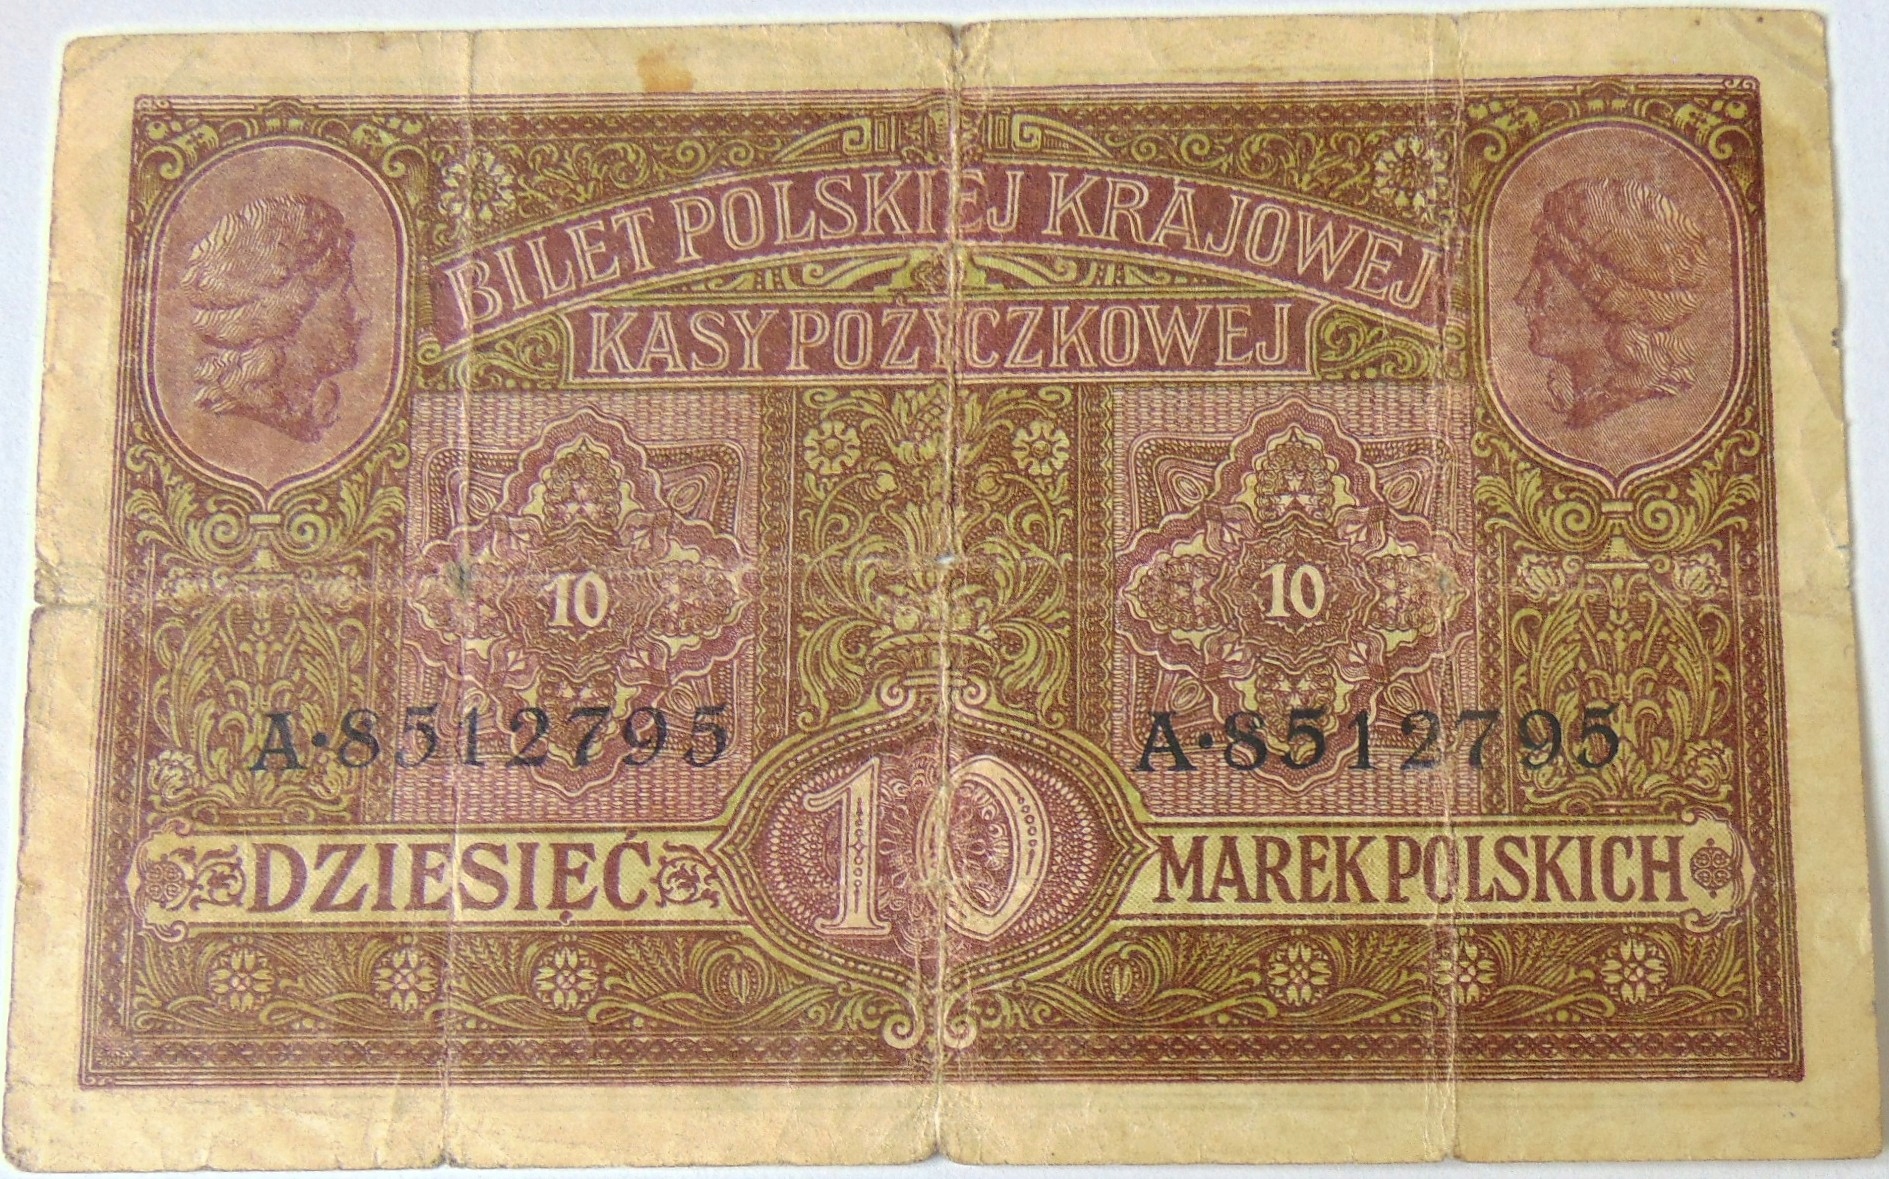 BILET POLSKIEJ KRAJOWEJ
KASY POŻYCZKOWEJ
10 10
A·8512795 A·8512795
DZIESIĘĆ 10 MAREK POLSKICH